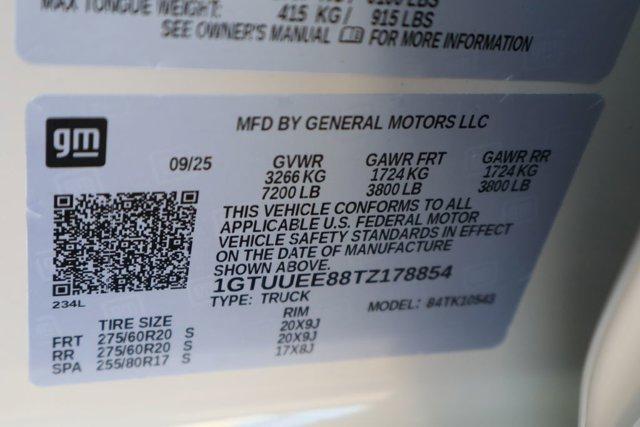 MAX TONGUE WEIGHT: 415 KG / 915 LBS
SEE OWNER'S MANUAL FOR MORE INFORMATION
gm
MFD BY GENERAL MOTORS LLC
09/25 GVWR GAWR FRT GAWR RR
3266 KG 1724 KG 1724 KG
7200 LB 3800 LB 3800 LB
THIS VEHICLE CONFORMS TO ALL
APPLICABLE U.S. FEDERAL MOTOR
VEHICLE SAFETY STANDARDS IN EFFECT
ON THE DATE OF MANUFACTURE
SHOWN ABOVE.
1GTUUEE88TZ178854
234L
TYPE: TRUCK MODEL: 84TK10543
TIRE SIZE RIM
FRT 275/60R20 S 20X9J
RR 275/60R20 S 20X9J
SPA 255/80R17 S 17X8J